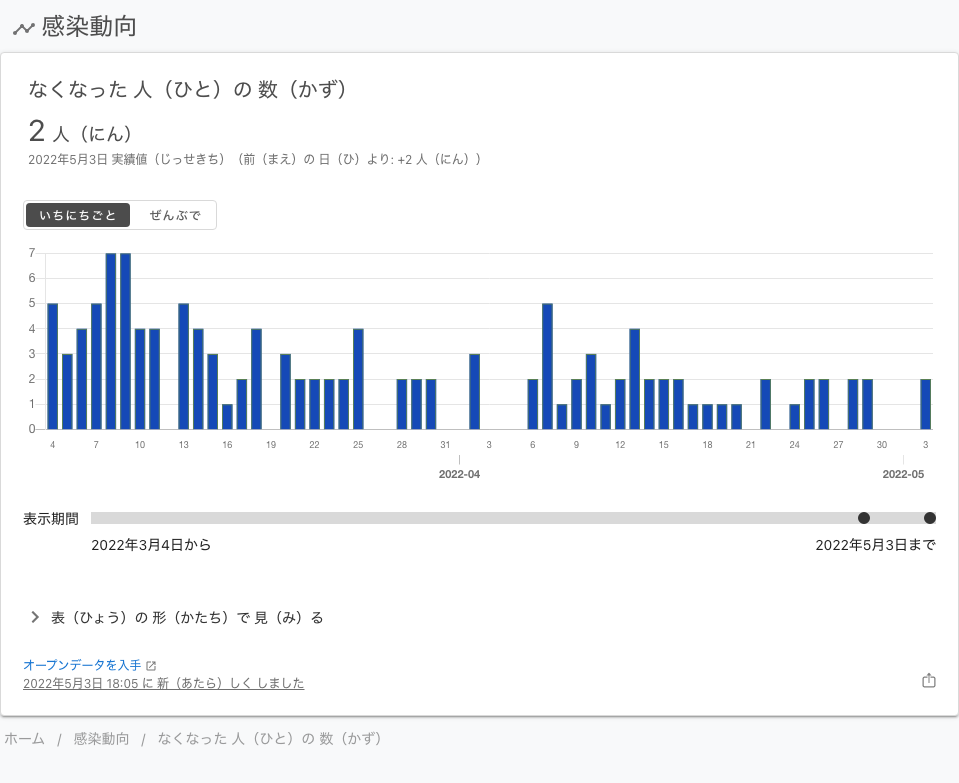 感染動向
なくなった 人（ひと）の 数（かず）
2 人（にん）
2022年5月3日 実績値（じっせきち）（前（まえ）の 日（ひ）より: +2 人（にん））
いちにちごと ぜんぶで
7
6
5
4
3
2
1
0
4 7 10 13 16 19 22 25 28 31 3 6 9 12 15 18 21 24 27 30 3
2022-04 2022-05
表示期間
2022年3月4日から 2022年5月3日まで
表（ひょう）の 形（かたち）で 見（み）る
オープンデータを入手
2022年5月3日 18:05 に 新（あたら）しく しました
ホーム / 感染動向 / なくなった 人（ひと）の 数（かず）